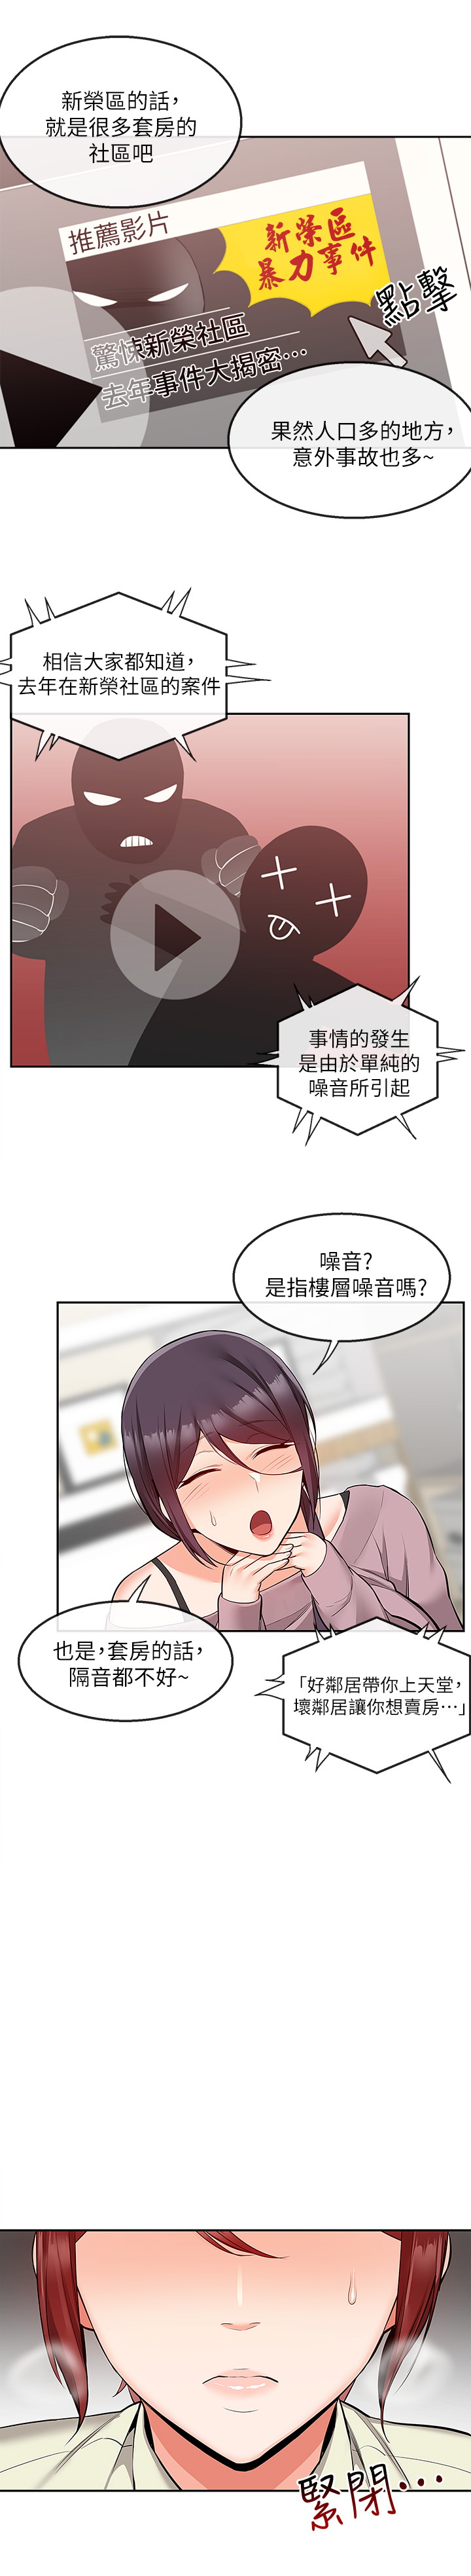 新榮區的話，
就是很多套房的
社區吧
推薦影片
新榮區
暴力事件
點擊
驚悚新榮社區
去年事件大揭密…
果然人口多的地方，
意外事故也多~
相信大家都知道，
去年在新榮社區的案件
事情的發生
是由於單純的
噪音所引起
噪音?
是指樓層噪音嗎?
也是，套房的話，
隔音都不好~
「好鄰居帶你上天堂，
壞鄰居讓你想賣房…」
緊閉…